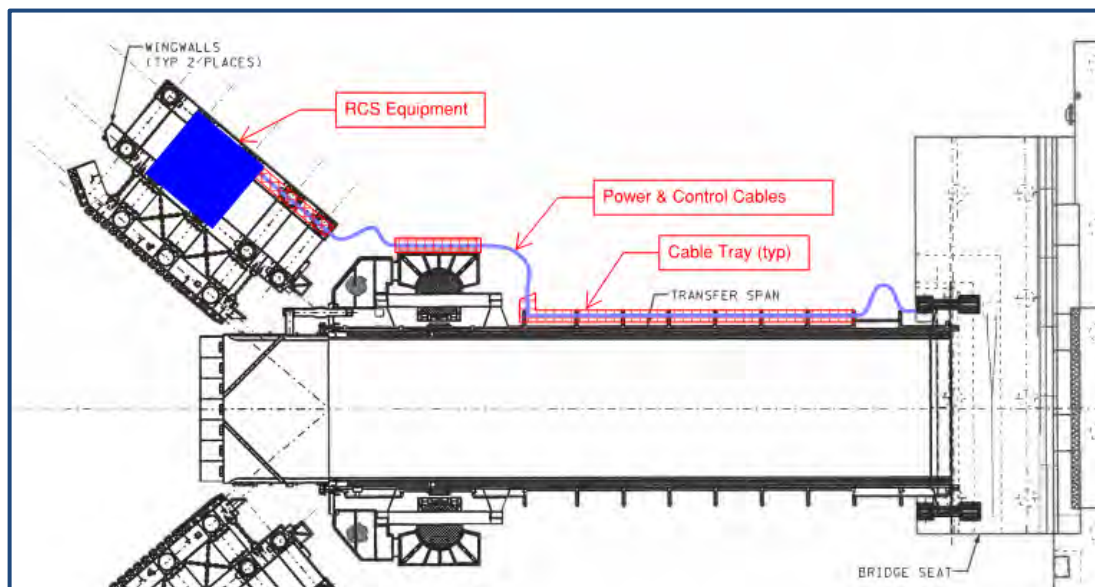 WINGWALLS
(TYP 2/PLACES)
RCS Equipment
Power & Control Cables
Cable Tray (typ)
TRANSFER SPAN
BRIDGE SEAT